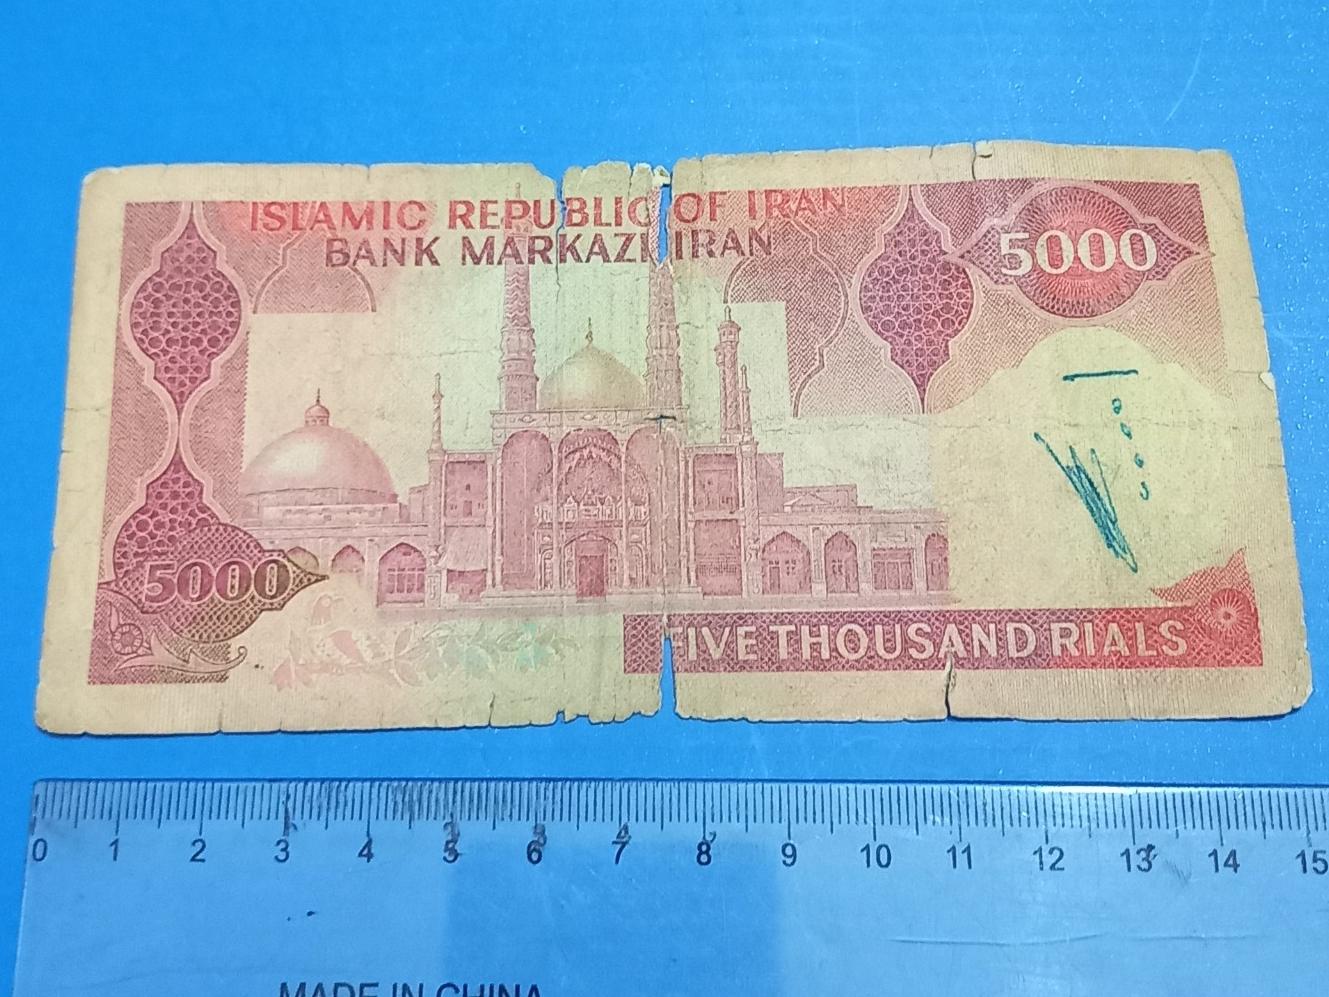 ISLAMIC REPUBLIC OF IRAN
BANK MARKAZI IRAN
5000
5000
FIVE THOUSAND RIALS
0 1 2 3 4 5 6 7 8 9 10 11 12 13 14 15
MADE IN CHINA